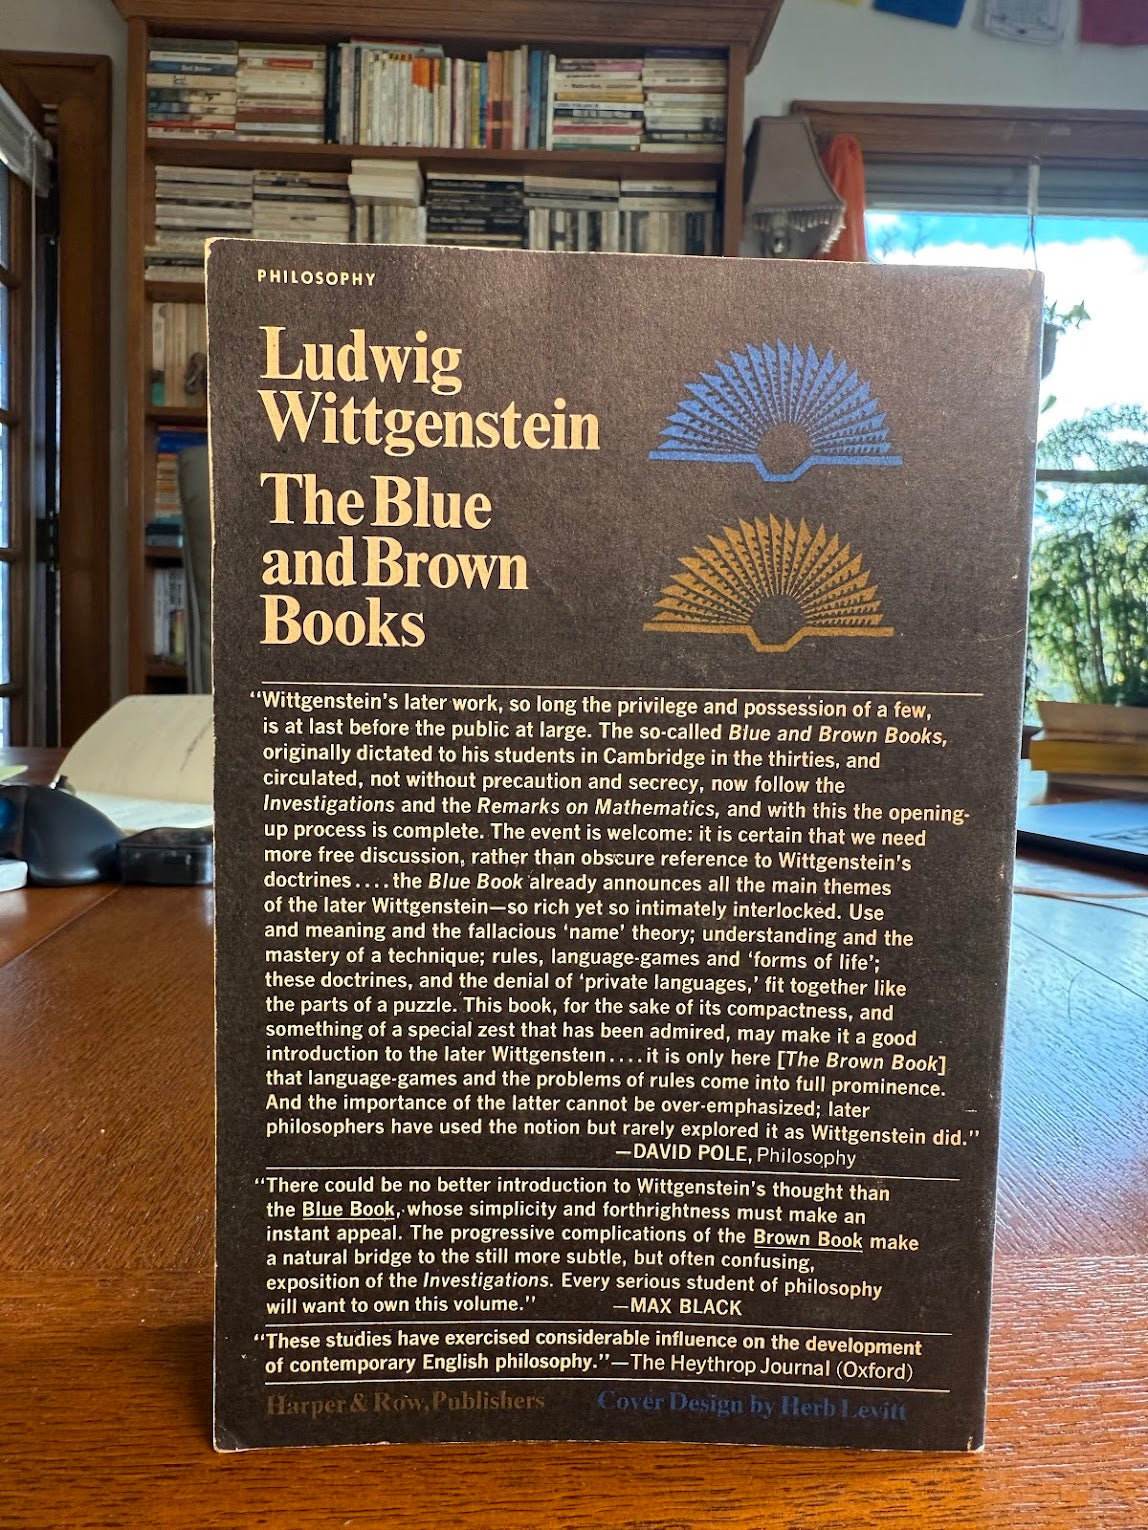 PHILOSOPHY
Ludwig
Wittgenstein
The Blue
and Brown
Books
“Wittgenstein’s later work, so long the privilege and possession of a few,
is at last before the public at large. The so-called Blue and Brown Books,
originally dictated to his students in Cambridge in the thirties, and
circulated, not without precaution and secrecy, now follow the
Investigations and the Remarks on Mathematics, and with this the opening-
up process is complete. The event is welcome: it is certain that we need
more free discussion, rather than obscure reference to Wittgenstein’s
doctrines....the Blue Book already announces all the main themes
of the later Wittgenstein—so rich yet so intimately interlocked. Use
and meaning and the fallacious ‘name’ theory; understanding and the
mastery of a technique; rules, language-games and ‘forms of life’;
these doctrines, and the denial of ‘private languages,’ fit together like
the parts of a puzzle. This book, for the sake of its compactness, and
something of a special zest that has been admired, may make it a good
introduction to the later Wittgenstein....it is only here [The Brown Book]
that language-games and the problems of rules come into full prominence.
And the importance of the latter cannot be over-emphasized; later
philosophers have used the notion but rarely explored it as Wittgenstein did.”
—DAVID POLE, Philosophy
“There could be no better introduction to Wittgenstein’s thought than
the Blue Book, whose simplicity and forthrightness must make an
instant appeal. The progressive complications of the Brown Book make
a natural bridge to the still more subtle, but often confusing,
exposition of the Investigations. Every serious student of philosophy
will want to own this volume.” —MAX BLACK
“These studies have exercised considerable influence on the development
of contemporary English philosophy.”—The Heythrop Journal (Oxford)
Harper & Row, Publishers Cover Design by Herb Levitt